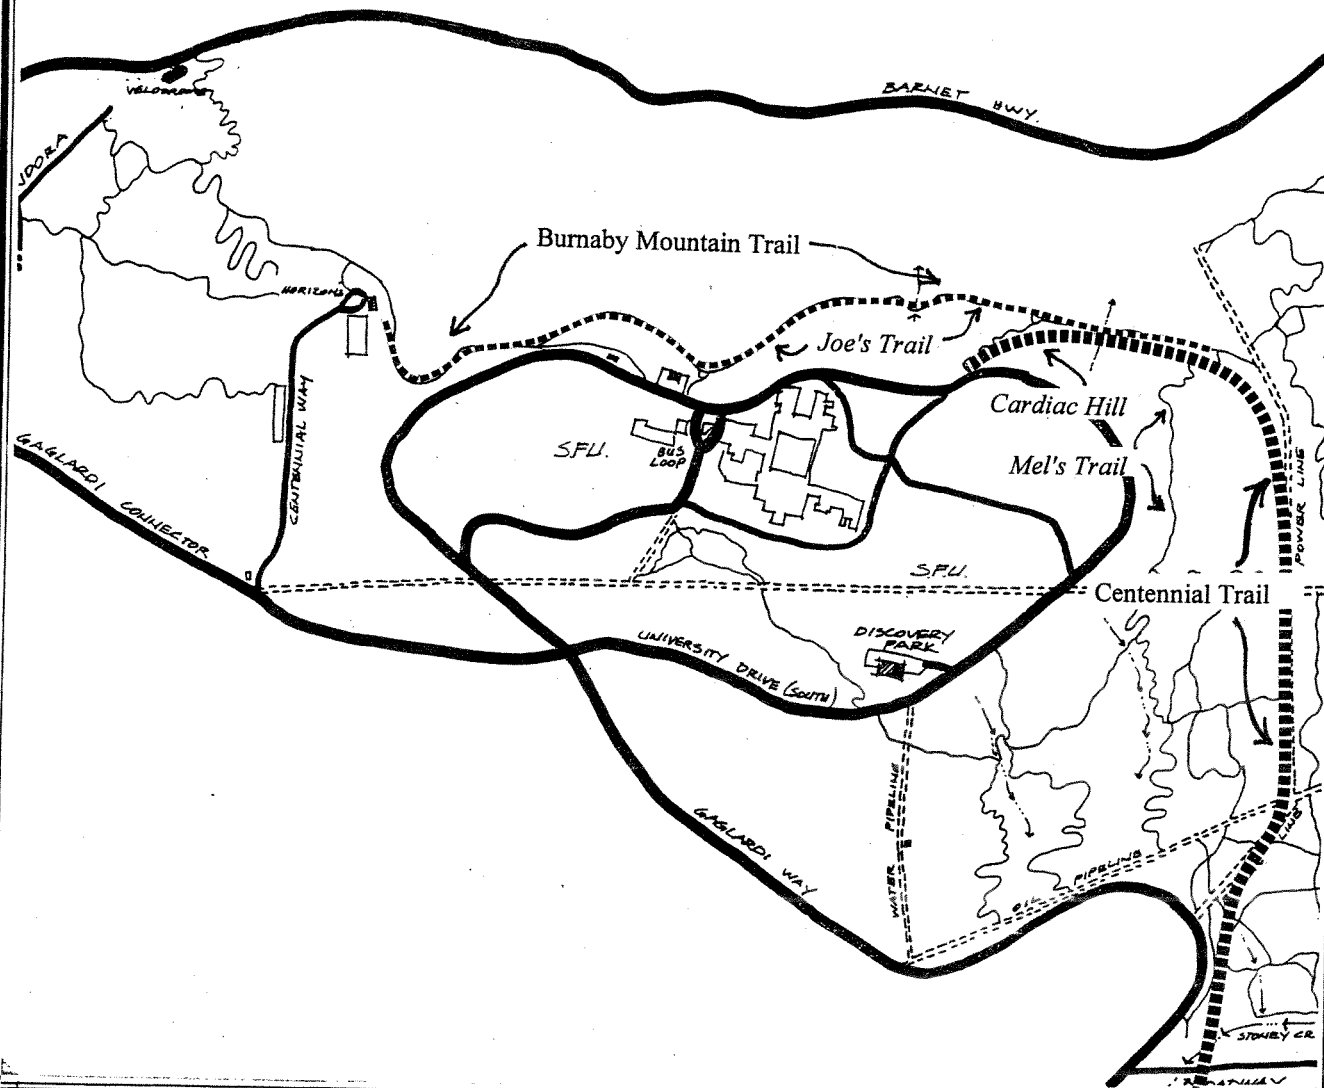 BARNET HWY.
VELODROME
Burnaby Mountain Trail
HORIZONS
Joe's Trail
Cardiac Hill
CENTENNIAL WAY
S.F.U.
BUS
LOOP
Mel's Trail
GAGLARDI CONNECTOR
POWER LINE
S.F.U.
Centennial Trail
DISCOVERY
PARK
UNIVERSITY DRIVE (SOUTH)
WATER PIPELINE
GAGLARDI WAY
OIL PIPELINE
LINE
STONEY CR